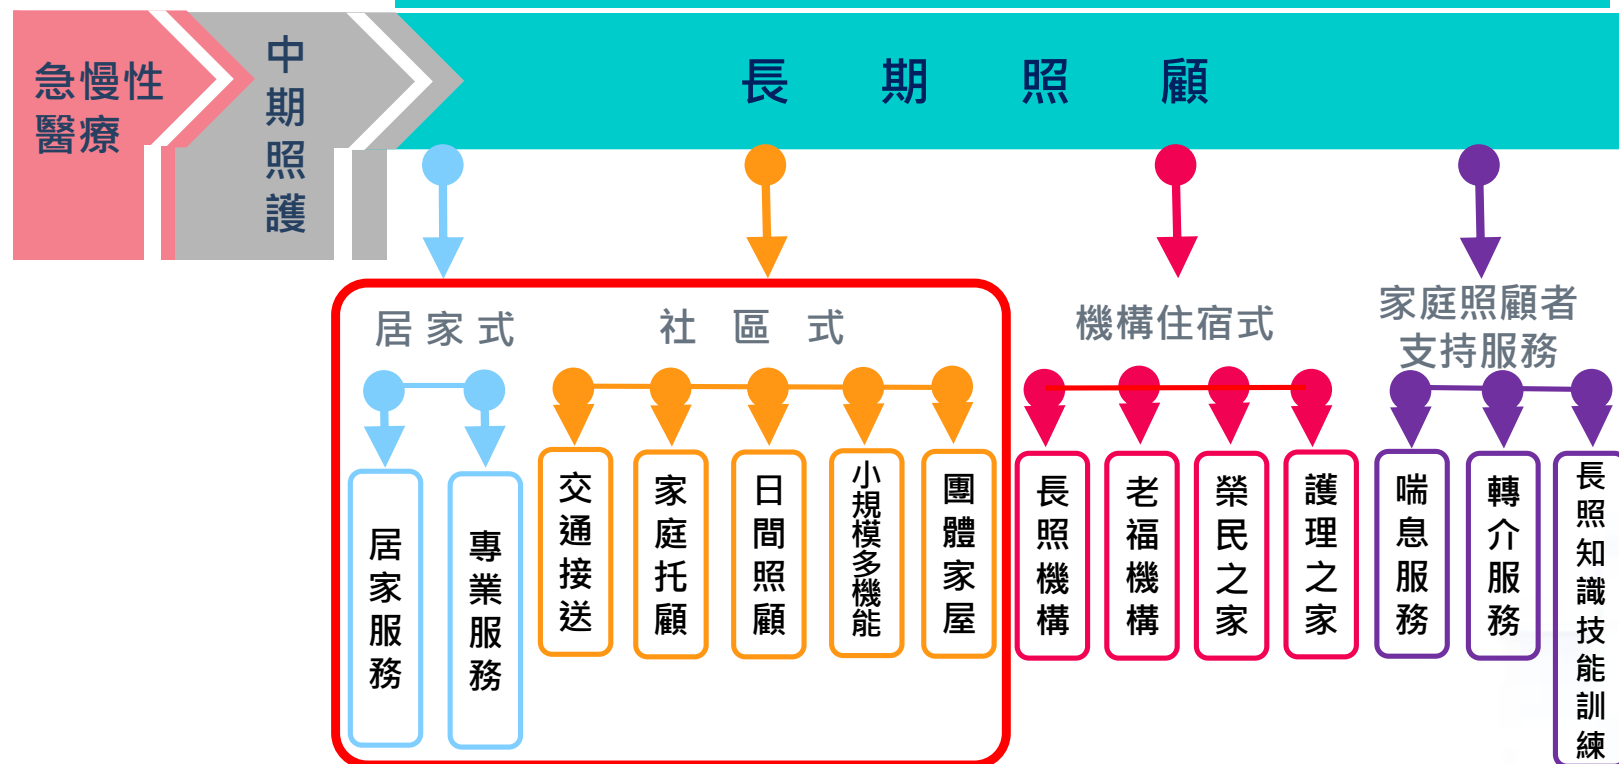 急慢性
醫療
中期照護
長期照顧
居家式
社區式
機構住宿式
家庭照顧者
支持服務
居家服務
專業服務
交通接送
家庭托顧
日間照顧
小規模多機能
團體家屋
長照機構
老福機構
榮民之家
護理之家
喘息服務
轉介服務
長照知識技能訓練